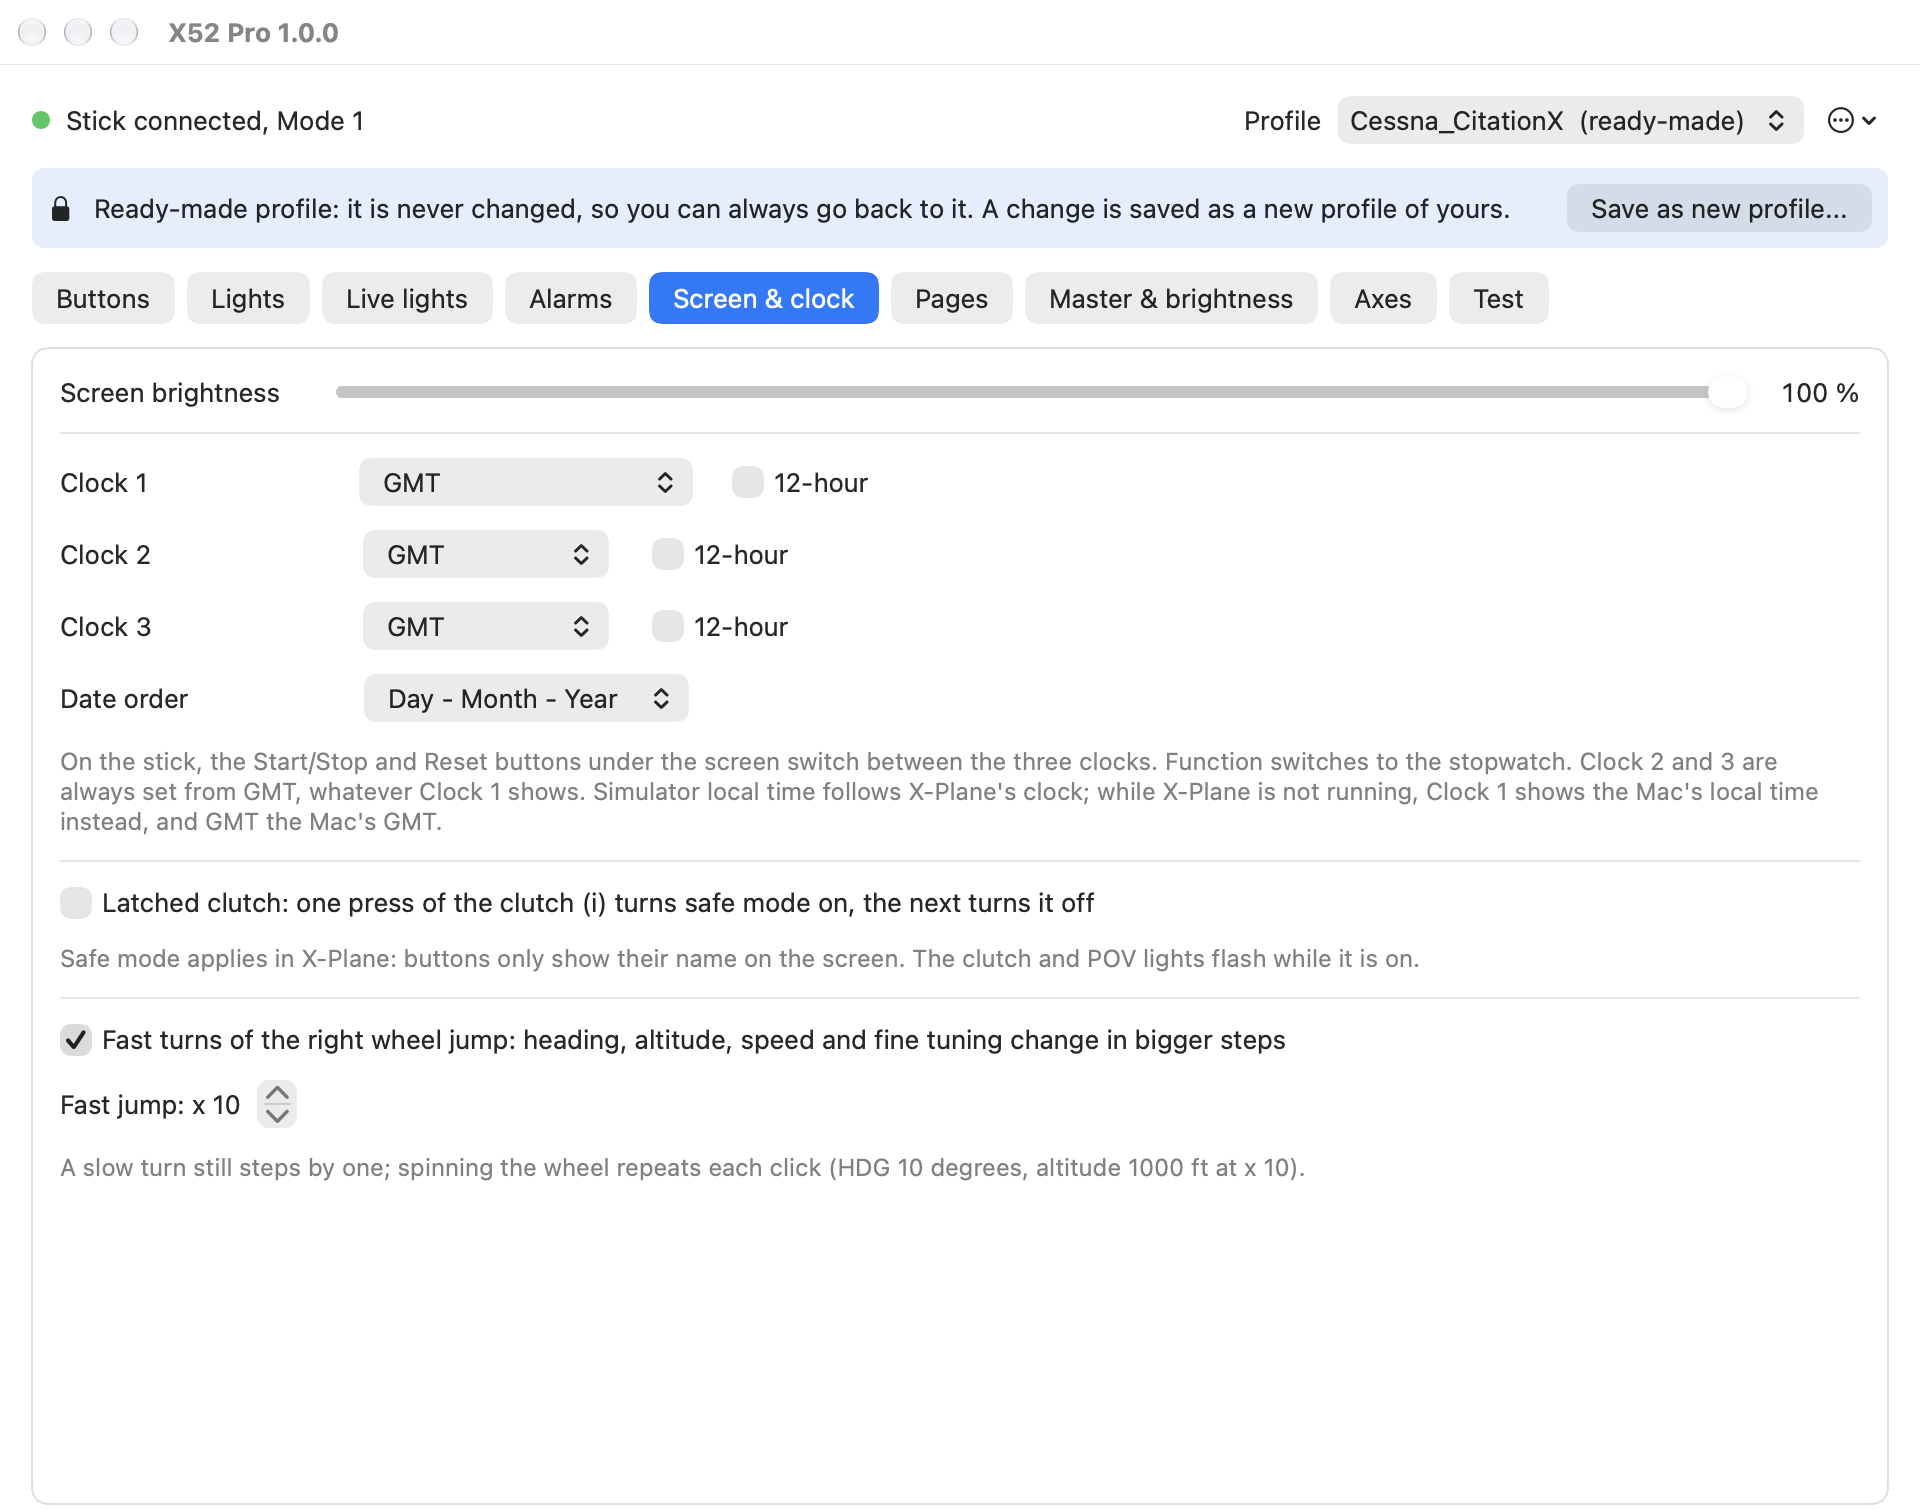 X52 Pro 1.0.0
Stick connected, Mode 1
Profile
Cessna_CitationX (ready-made)
Ready-made profile: it is never changed, so you can always go back to it. A change is saved as a new profile of yours.
Save as new profile...
Buttons
Lights
Live lights
Alarms
Screen & clock
Pages
Master & brightness
Axes
Test
Screen brightness
100 %
Clock 1
GMT
12-hour
Clock 2
GMT
12-hour
Clock 3
GMT
12-hour
Date order
Day - Month - Year
On the stick, the Start/Stop and Reset buttons under the screen switch between the three clocks. Function switches to the stopwatch. Clock 2 and 3 are
always set from GMT, whatever Clock 1 shows. Simulator local time follows X-Plane's clock; while X-Plane is not running, Clock 1 shows the Mac's local time
instead, and GMT the Mac's GMT.
Latched clutch: one press of the clutch (i) turns safe mode on, the next turns it off
Safe mode applies in X-Plane: buttons only show their name on the screen. The clutch and POV lights flash while it is on.
Fast turns of the right wheel jump: heading, altitude, speed and fine tuning change in bigger steps
Fast jump: x 10
A slow turn still steps by one; spinning the wheel repeats each click (HDG 10 degrees, altitude 1000 ft at x 10).